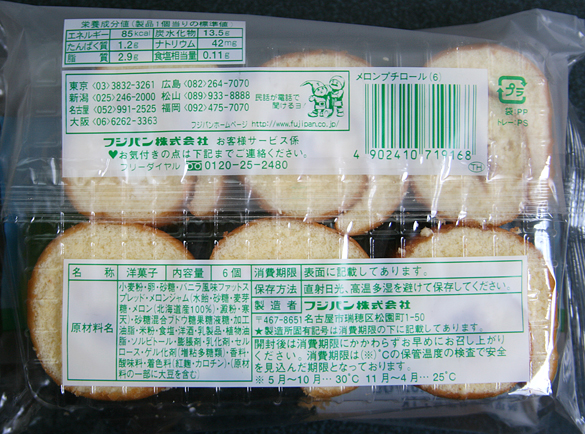 栄養成分値(製品1個当りの標準値)
エネルギー 85kcal 炭水化物 13.5g
たんぱく質 1.2g ナトリウム 42mg
脂質 2.9g 食塩相当量 0.11g
東京 〈03〉3832-3261 広島 〈082〉264-7070
新潟 〈025〉246-2000 松山 〈089〉933-8888
名古屋 〈052〉991-2525 福岡 〈092〉475-7070
大阪 〈06〉6262-3363
民話が電話で
聞けるヨ!
フジパンホームページ http://www.fujipan.co.jp/
フジパン株式会社 お客様サービス係
♥お気付きの点は下記までご連絡ください。
フリーダイヤル 0120-25-2480
メロンプチロール(6)
4902410719168
TH
プラ
袋:PP
トレー:PS
名称 洋菓子 内容量 6個
原材料名 小麦粉・卵・砂糖・バニラ風味ファットス
プレッド・メロンジャム(水飴・砂糖・麦芽
糖・メロン(北海道産100%)・澱粉・寒
天)・砂糖混合ブドウ糖果糖液糖・加工
油脂・米粉・食塩・洋酒・乳製品・植物油
脂・ソルビトール・膨脹剤・乳化剤・セル
ロース・ゲル化剤(増粘多糖類)・香料・
酸味料・着色料(紅麹・カロチン)・(原材
料の一部に大豆を含む)
消費期限 表面に記載してあります。
保存方法 直射日光、高温多湿を避けて保存してください。
製造者 フジパン株式会社
〒467-8651 名古屋市瑞穂区松園町1-50
★製造所固有記号は消費期限の下に記載してあります。
開封後は消費期限にかかわらずお早めにお召し上が
りください。消費期限は(※)℃の保管温度の検査で安全
を見込んだ期限となっております。
※5月〜10月…30℃ 11月〜4月…25℃